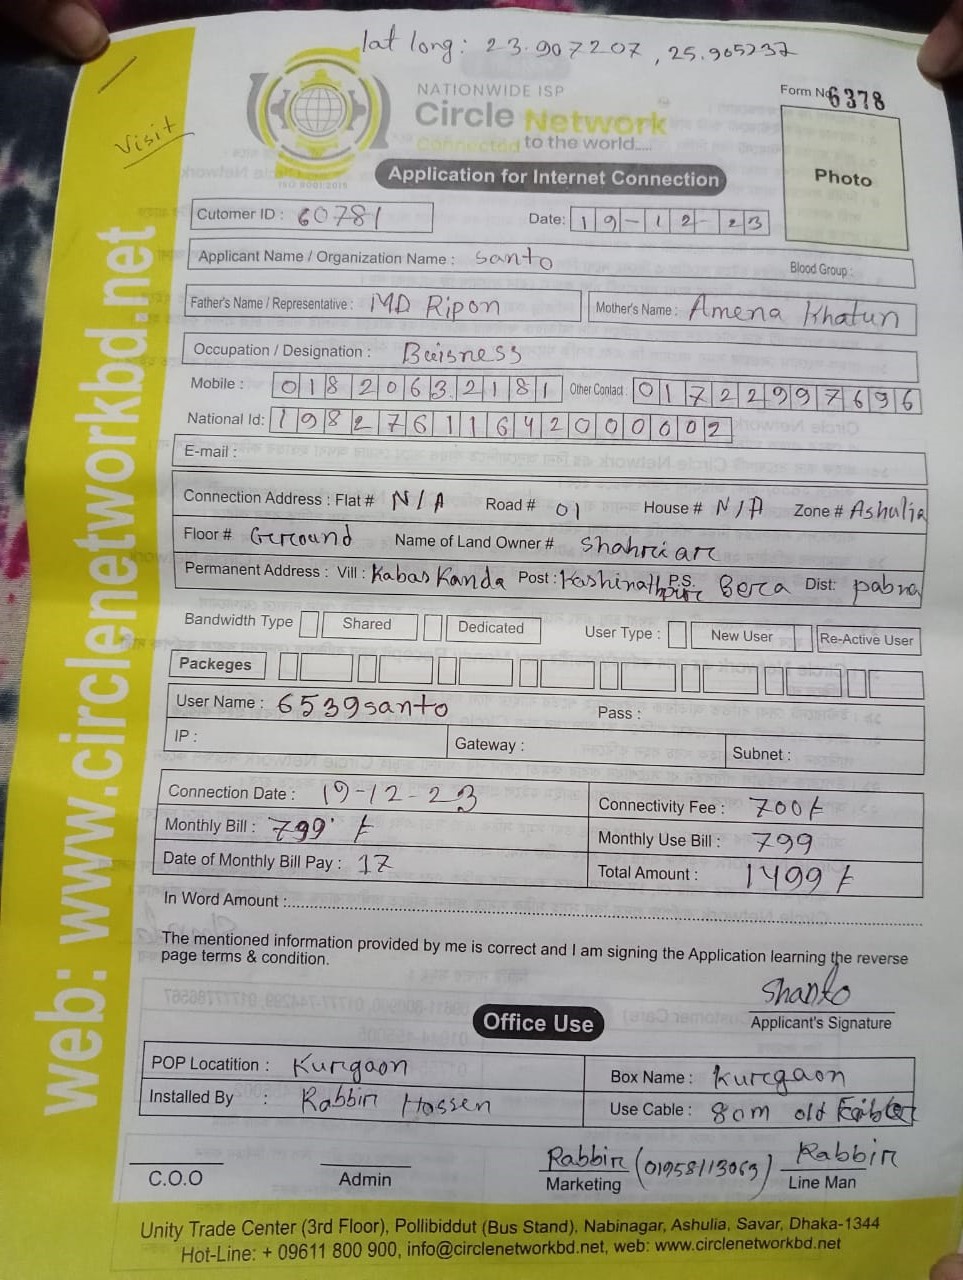 lat long: 23.907207, 25.905237
Visit
NATIONWIDE ISP
Circle Network
Connected to the world.....
ISO 9001:2015
Form No 6378
Photo
Application for Internet Connection
Cutomer ID : 60781
Date: 19-12-23
Applicant Name / Organization Name : Santo
Blood Group :
Father's Name / Representative : MD Ripon
Mother's Name : Amena Khatun
Occupation / Designation : Buisness
Mobile : 01820632181 Other Contact : 01722997696
National Id: 19827611642000002
E-mail :
Connection Address : Flat # N/A Road # 01 House # N/A Zone # Ashulia
Floor # Ground Name of Land Owner # Shahriar
Permanent Address : Vill : Kabas Kanda Post : Kashinathpur P.S. Bera Dist: pabna
Bandwidth Type Shared Dedicated User Type : New User Re-Active User
Packeges
User Name : 6539santo Pass :
IP : Gateway : Subnet :
Connection Date : 19-12-23 Connectivity Fee : 700/-
Monthly Bill : 799/- Monthly Use Bill : 799
Date of Monthly Bill Pay : 17 Total Amount : 1499/-
In Word Amount :
The mentioned information provided by me is correct and I am signing the Application learning the reverse
page terms & condition.
Shanto
Applicant's Signature
Office Use
POP Locatition : Kurgaon Box Name : Kurgaon
Installed By : Rabbir Hossen Use Cable : 80m old
C.O.O
Admin
Rabbir (01958113063)
Marketing
Rabbir
Line Man
Unity Trade Center (3rd Floor), Pollibiddut (Bus Stand), Nabinagar, Ashulia, Savar, Dhaka-1344
Hot-Line: + 09611 800 900, info@circlenetworkbd.net, web: www.circlenetworkbd.net
web: www.circlenetworkbd.net